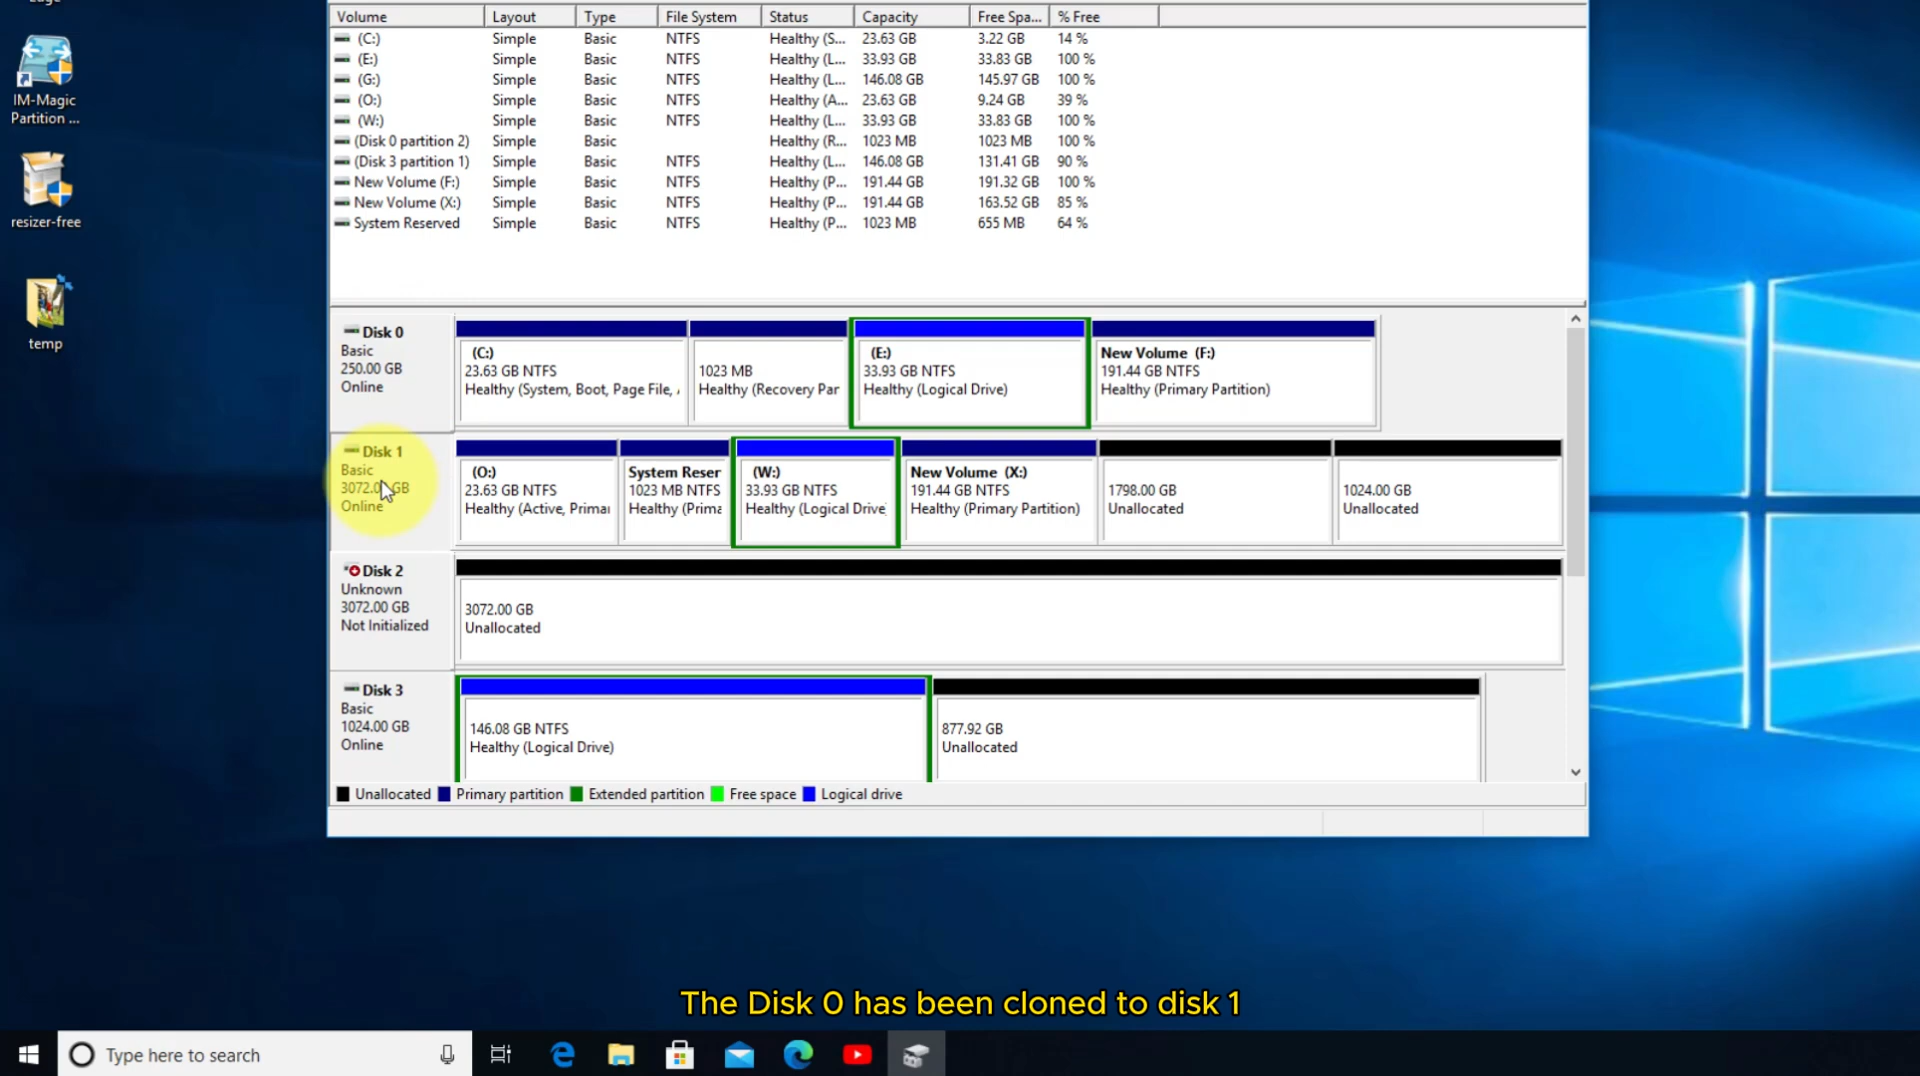 Volume Layout Type File System Status Capacity Free Spa... % Free
(C:) Simple Basic NTFS Healthy (S... 23.63 GB 3.22 GB 14 %
(E:) Simple Basic NTFS Healthy (L... 33.93 GB 33.83 GB 100 %
(G:) Simple Basic NTFS Healthy (L... 146.08 GB 145.97 GB 100 %
(O:) Simple Basic NTFS Healthy (A... 23.63 GB 9.24 GB 39 %
(W:) Simple Basic NTFS Healthy (L... 33.93 GB 33.83 GB 100 %
(Disk 0 partition 2) Simple Basic Healthy (R... 1023 MB 1023 MB 100 %
(Disk 3 partition 1) Simple Basic NTFS Healthy (L... 146.08 GB 131.41 GB 90 %
New Volume (F:) Simple Basic NTFS Healthy (P... 191.44 GB 191.32 GB 100 %
New Volume (X:) Simple Basic NTFS Healthy (P... 191.44 GB 163.52 GB 85 %
System Reserved Simple Basic NTFS Healthy (P... 1023 MB 655 MB 64 %
IM-Magic
Partition ...
resizer-free
temp
Disk 0
Basic
250.00 GB
Online
(C:)
23.63 GB NTFS
Healthy (System, Boot, Page File,
1023 MB
Healthy (Recovery Par
(E:)
33.93 GB NTFS
Healthy (Logical Drive)
New Volume (F:)
191.44 GB NTFS
Healthy (Primary Partition)
Disk 1
Basic
3072.00 GB
Online
(O:)
23.63 GB NTFS
Healthy (Active, Primar
System Reser
1023 MB NTFS
Healthy (Prima
(W:)
33.93 GB NTFS
Healthy (Logical Drive
New Volume (X:)
191.44 GB NTFS
Healthy (Primary Partition)
1798.00 GB
Unallocated
1024.00 GB
Unallocated
Disk 2
Unknown
3072.00 GB
Not Initialized
3072.00 GB
Unallocated
Disk 3
Basic
1024.00 GB
Online
146.08 GB NTFS
Healthy (Logical Drive)
877.92 GB
Unallocated
Unallocated Primary partition Extended partition Free space Logical drive
The Disk 0 has been cloned to disk 1
Type here to search